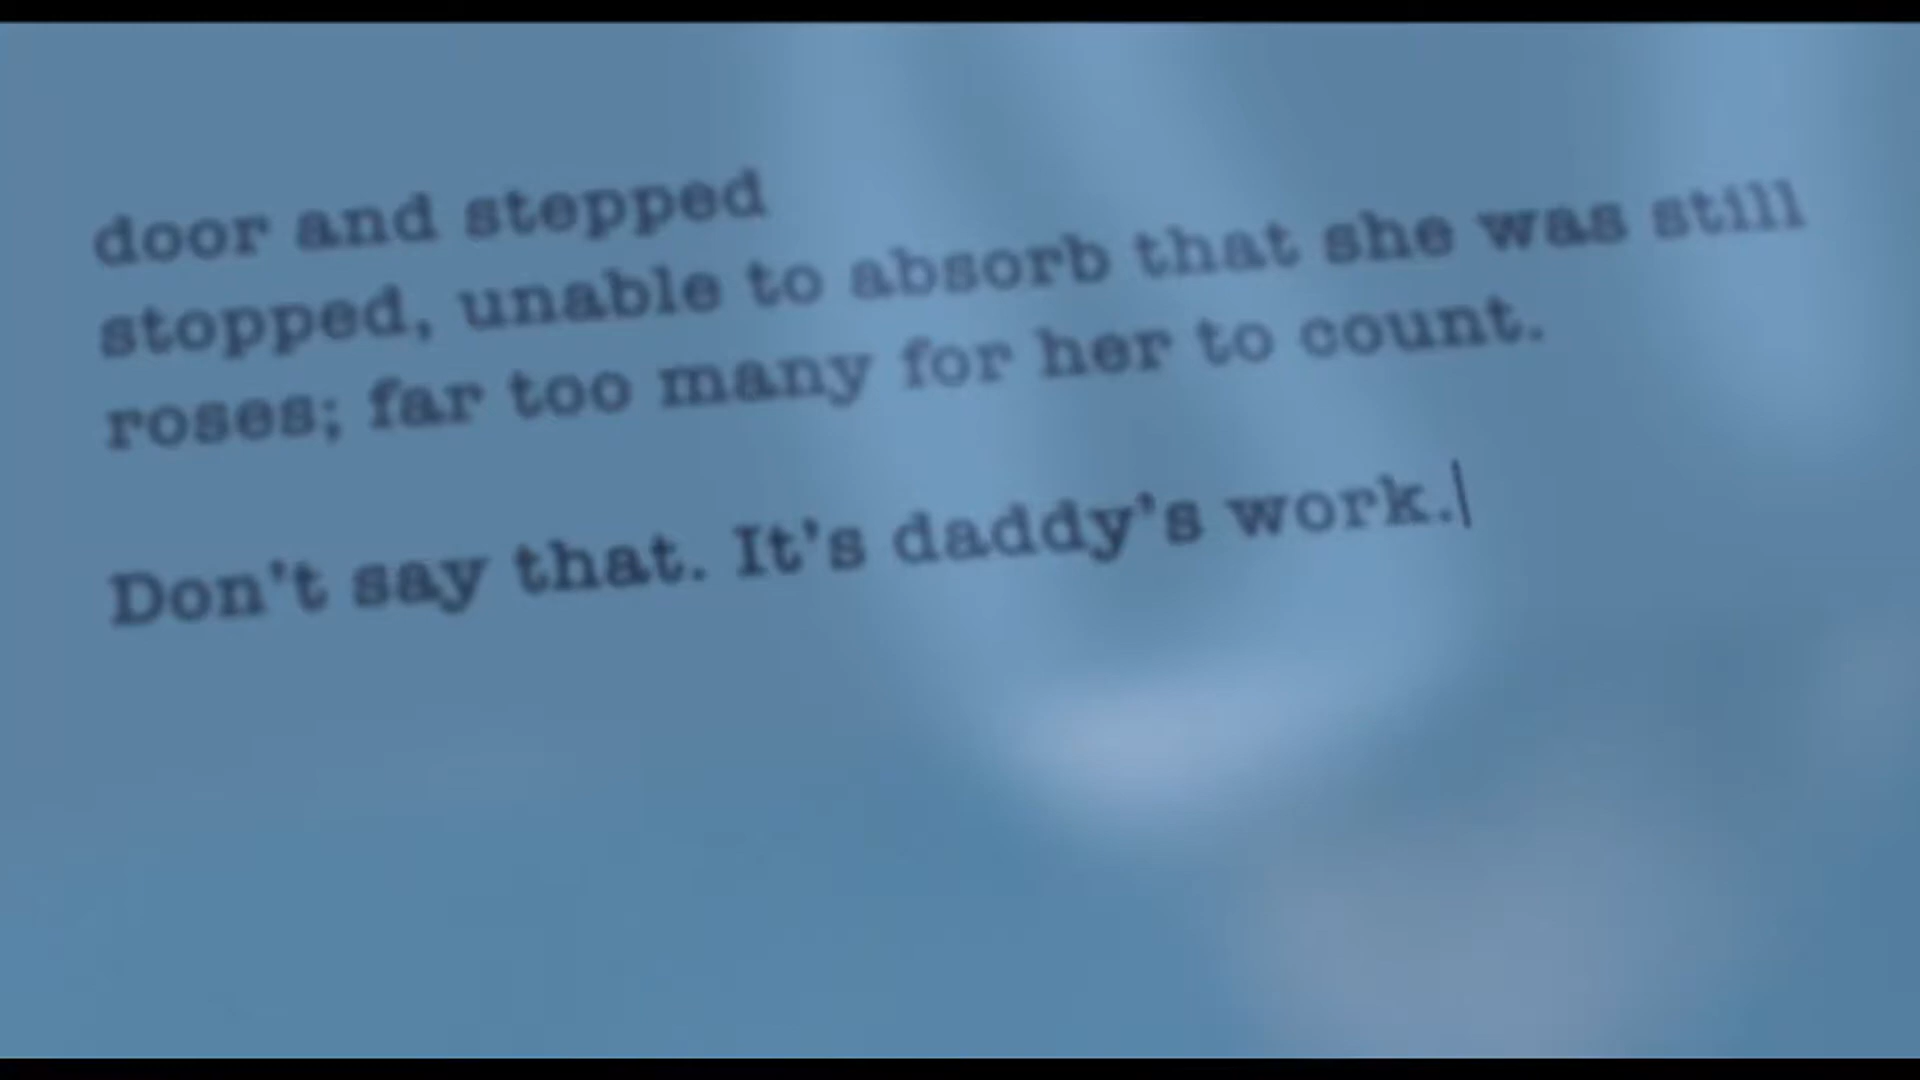 door and stepped
stopped, unable to absorb that she was still
roses; far too many for her to count.
Don't say that. It's daddy's work.